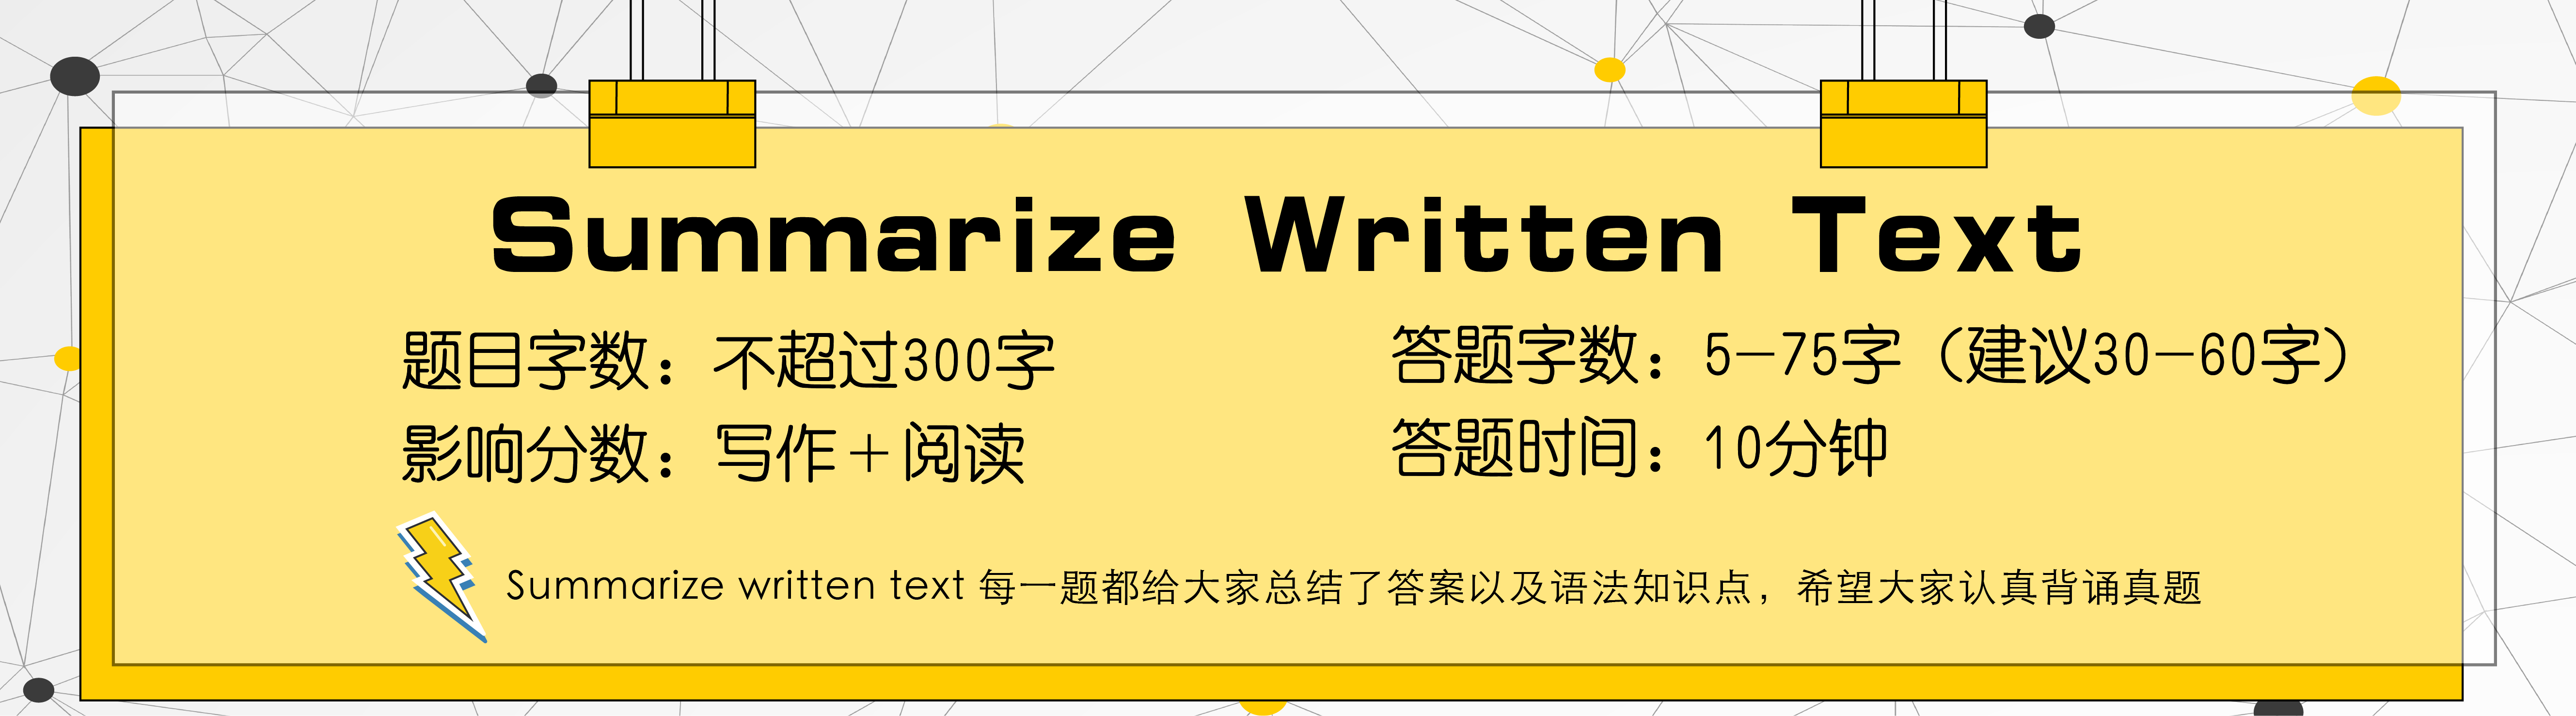 Summarize Written Text
题目字数：不超过300字
答题字数：5—75字（建议30—60字）
影响分数：写作＋阅读
答题时间：10分钟
Summarize written text 每一题都给大家总结了答案以及语法知识点，希望大家认真背诵真题